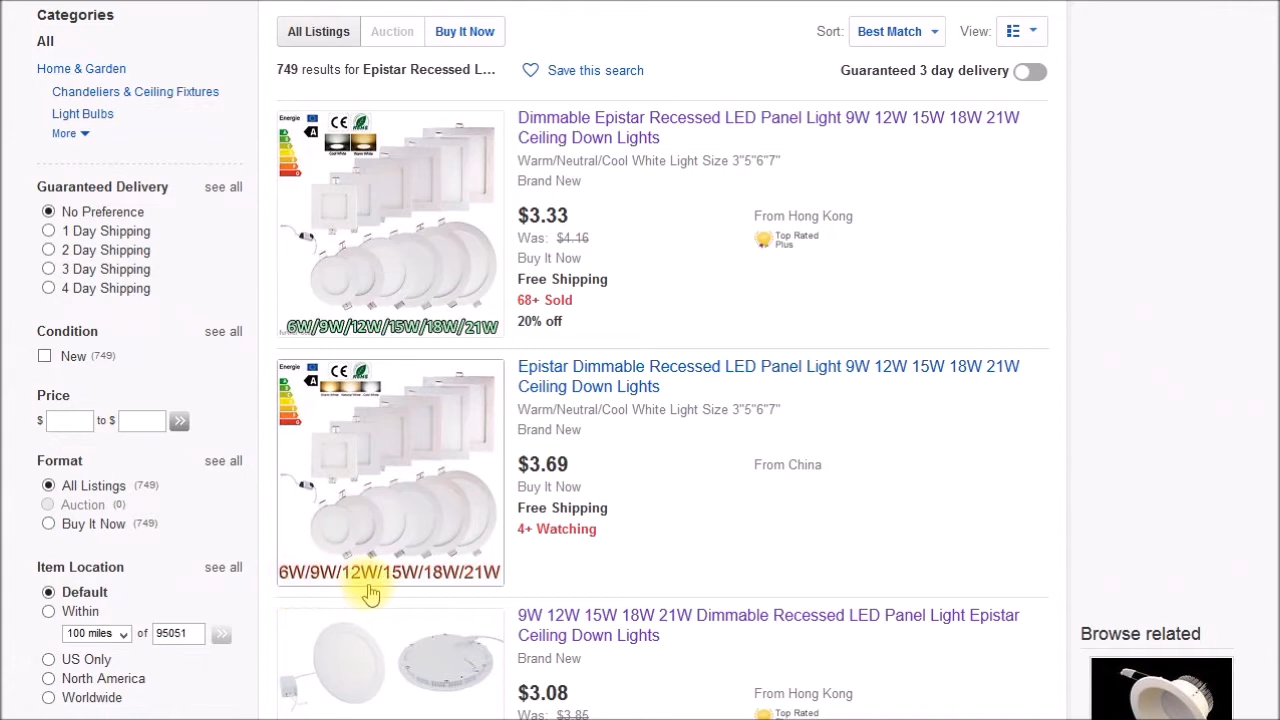 Categories
All
Home & Garden
Chandeliers & Ceiling Fixtures
Light Bulbs
More
Guaranteed Delivery see all
No Preference
1 Day Shipping
2 Day Shipping
3 Day Shipping
4 Day Shipping
Condition see all
New (749)
Price
$ to $
Format see all
All Listings (749)
Auction (0)
Buy It Now (749)
Item Location see all
Default
Within
100 miles of 95051
US Only
North America
Worldwide
All Listings Auction Buy It Now
Sort: Best Match View:
749 results for Epistar Recessed L... Save this search
Guaranteed 3 day delivery
Energie
A
CE
Cool White Warm White
6W/9W/12W/15W/18W/21W
Dimmable Epistar Recessed LED Panel Light 9W 12W 15W 18W 21W
Ceiling Down Lights
Warm/Neutral/Cool White Light Size 3"5"6"7"
Brand New
$3.33 From Hong Kong
Was: $4.16 Top Rated
Plus
Buy It Now
Free Shipping
68+ Sold
20% off
Energie
A
CE
6W/9W/12W/15W/18W/21W
Epistar Dimmable Recessed LED Panel Light 9W 12W 15W 18W 21W
Ceiling Down Lights
Warm/Neutral/Cool White Light Size 3"5"6"7"
Brand New
$3.69 From China
Buy It Now
Free Shipping
4+ Watching
9W 12W 15W 18W 21W Dimmable Recessed LED Panel Light Epistar
Ceiling Down Lights
Brand New
$3.08 From Hong Kong
Was: $3.85 Top Rated
Browse related